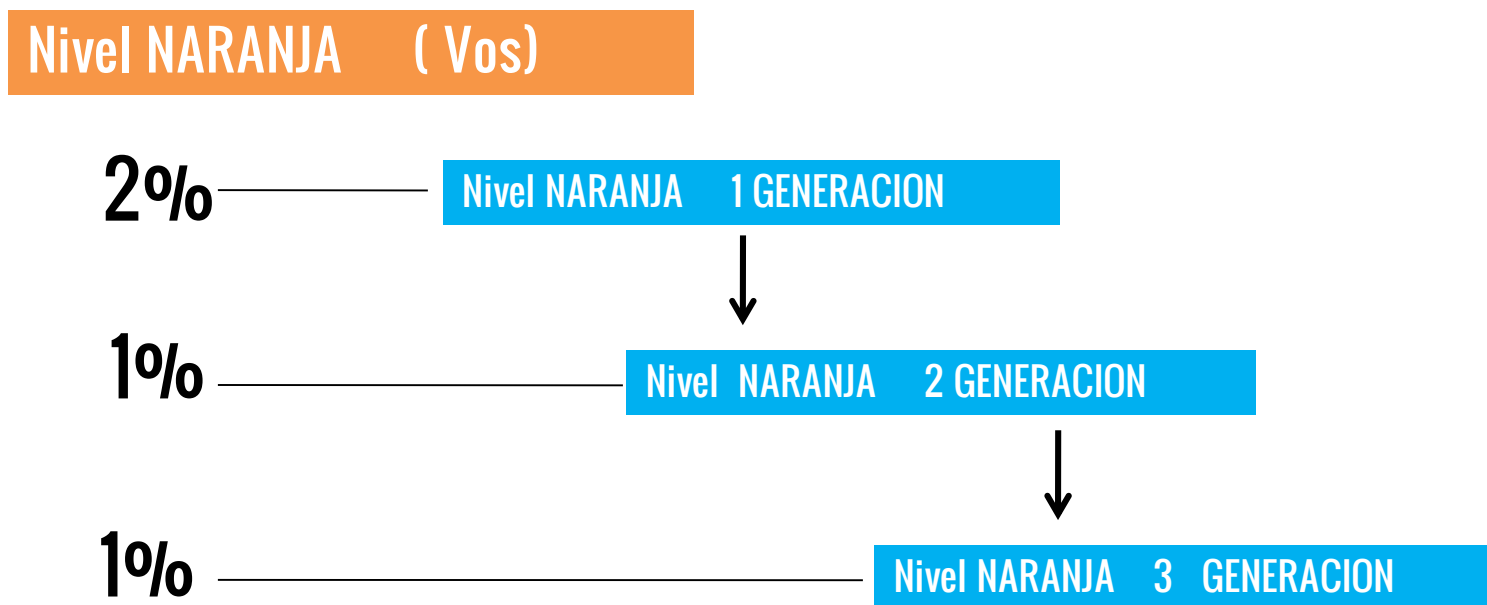 Nivel NARANJA ( Vos)
2% Nivel NARANJA 1 GENERACION
1% Nivel NARANJA 2 GENERACION
1% Nivel NARANJA 3 GENERACION